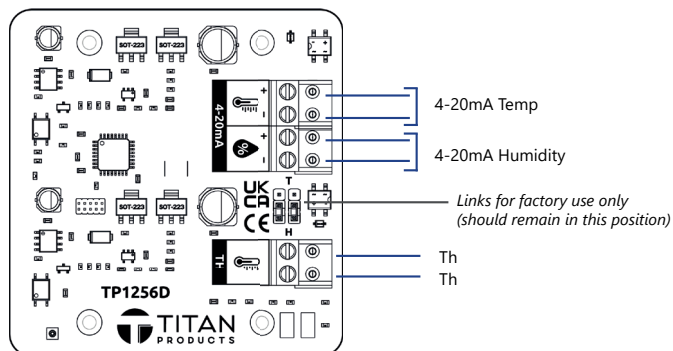 SOT-223 SOT-223
4-20mA
+
-
%
+
-
4-20mA Temp
4-20mA Humidity
T
H
UK
CA
CE
Links for factory use only
(should remain in this position)
SOT-223 SOT-223
TH
Th
Th
TP1256D
TITAN
PRODUCTS